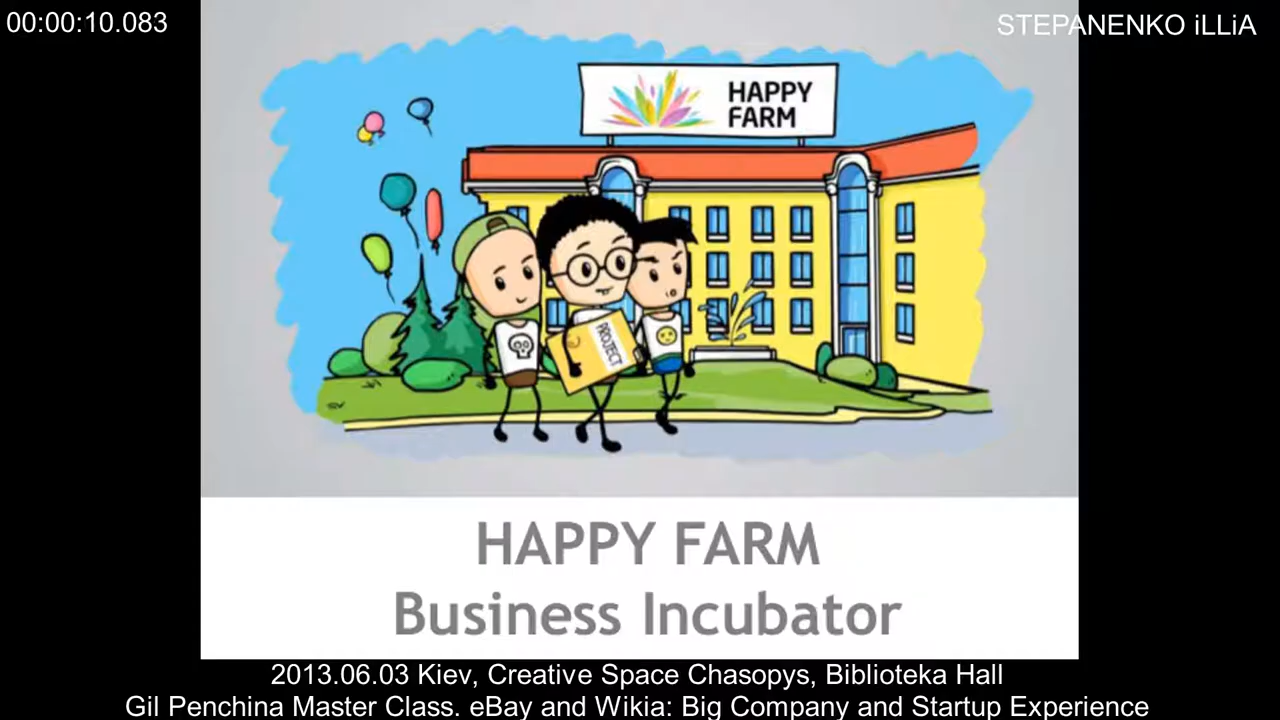 00:00:10.083
STEPANENKO iLLiA
HAPPY
FARM
PROJECT
HAPPY FARM
Business Incubator
2013.06.03 Kiev, Creative Space Chasopys, Biblioteka Hall
Gil Penchina Master Class. eBay and Wikia: Big Company and Startup Experience